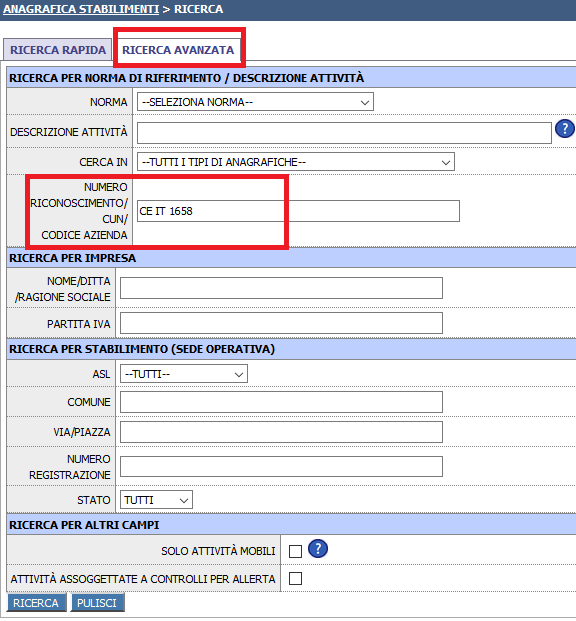 ANAGRAFICA STABILIMENTI > RICERCA
RICERCA RAPIDA RICERCA AVANZATA
RICERCA PER NORMA DI RIFERIMENTO / DESCRIZIONE ATTIVITÀ
NORMA --SELEZIONA NORMA--
DESCRIZIONE ATTIVITÀ ?
CERCA IN --TUTTI I TIPI DI ANAGRAFICHE--
NUMERO
RICONOSCIMENTO/
CUN/
CODICE AZIENDA
CE IT 1658
RICERCA PER IMPRESA
NOME/DITTA
/RAGIONE SOCIALE
PARTITA IVA
RICERCA PER STABILIMENTO (SEDE OPERATIVA)
ASL --TUTTI--
COMUNE
VIA/PIAZZA
NUMERO
REGISTRAZIONE
STATO TUTTI
RICERCA PER ALTRI CAMPI
SOLO ATTIVITÀ MOBILI ?
ATTIVITÀ ASSOGGETTATE A CONTROLLI PER ALLERTA
RICERCA PULISCI